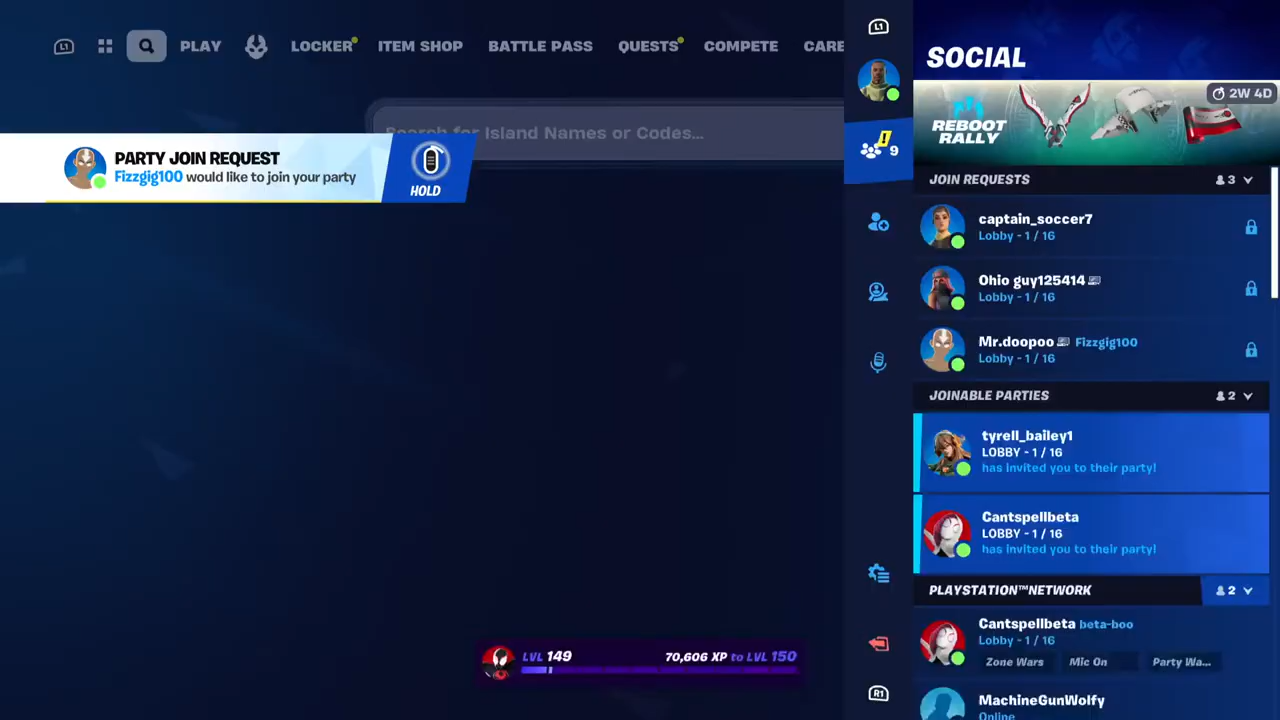 L1
PLAY
LOCKER
ITEM SHOP
BATTLE PASS
QUESTS
COMPETE
CARE
Search for Island Names or Codes...
PARTY JOIN REQUEST
Fizzgig100 would like to join your party
HOLD
LVL 149
70,606 XP to LVL 150
L1
9
R1
SOCIAL
2W 4D
REBOOT
RALLY
JOIN REQUESTS
3
captain_soccer7
Lobby - 1 / 16
Ohio guy125414
Lobby - 1 / 16
Mr.doopoo Fizzgig100
Lobby - 1 / 16
JOINABLE PARTIES
2
tyrell_bailey1
LOBBY - 1 / 16
has invited you to their party!
Cantspellbeta
LOBBY - 1 / 16
has invited you to their party!
PLAYSTATION™NETWORK
2
Cantspellbeta beta-boo
Lobby - 1 / 16
Zone Wars
Mic On
Party Wa...
MachineGunWolfy
Online